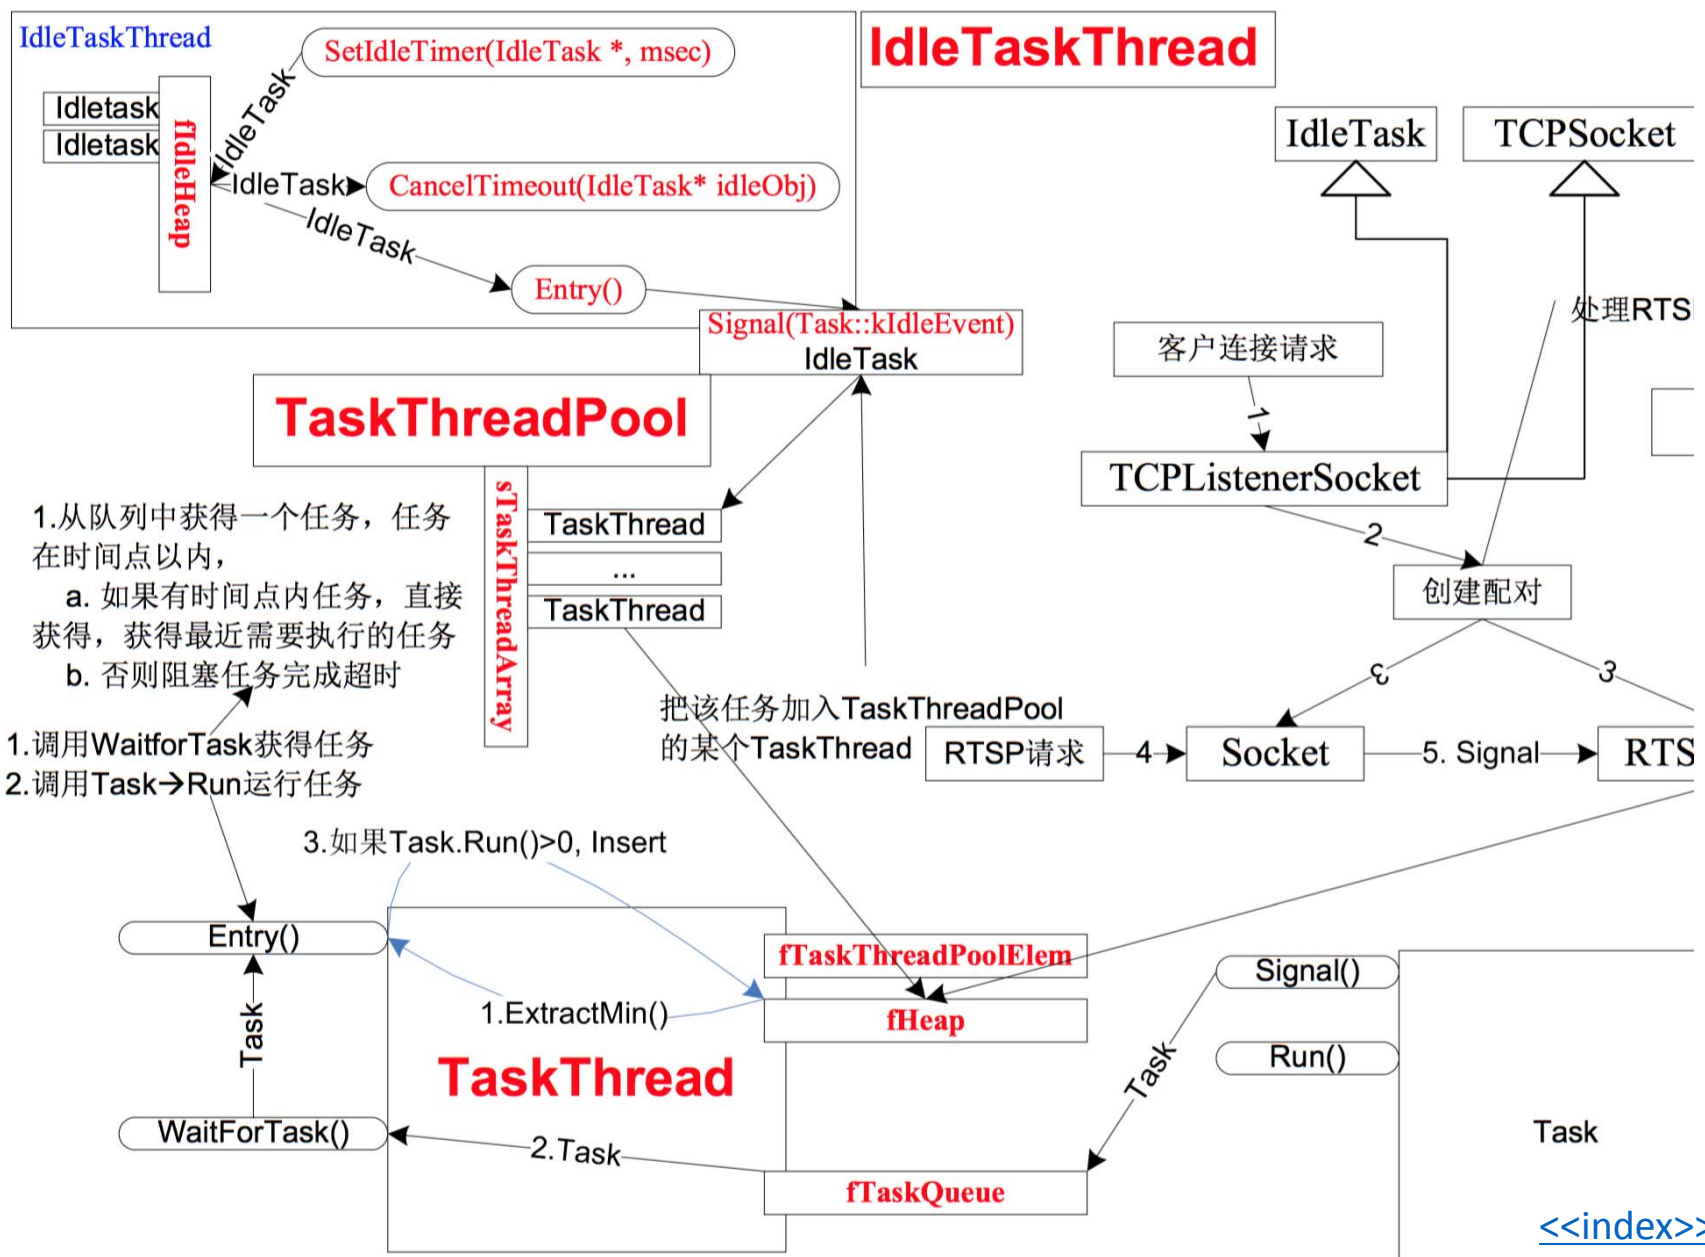 IdleTaskThread
SetIdleTimer(IdleTask *, msec)
IdleTaskThread
Idletask
Idletask
fIdleHeap
IdleTask
IdleTask
CancelTimeout(IdleTask* idleObj)
IdleTask
Entry()
IdleTask
TCPSocket
Signal(Task::kIdleEvent)
IdleTask
处理RTS
客户连接请求
1
TaskThreadPool
TCPListenerSocket
2
sTaskThreadArray
TaskThread
...
TaskThread
1.从队列中获得一个任务，任务
在时间点以内，
a. 如果有时间点内任务，直接
获得，获得最近需要执行的任务
b. 否则阻塞任务完成超时
创建配对
3
3
把该任务加入TaskThreadPool
的某个TaskThread
RTSP请求
4
Socket
5. Signal
RTS
1.调用WaitforTask获得任务
2.调用Task→Run运行任务
3.如果Task.Run()>0, Insert
Entry()
fTaskThreadPoolElem
1.ExtractMin()
fHeap
Signal()
Run()
Task
TaskThread
Task
WaitForTask()
2.Task
fTaskQueue
Task
<<index>>